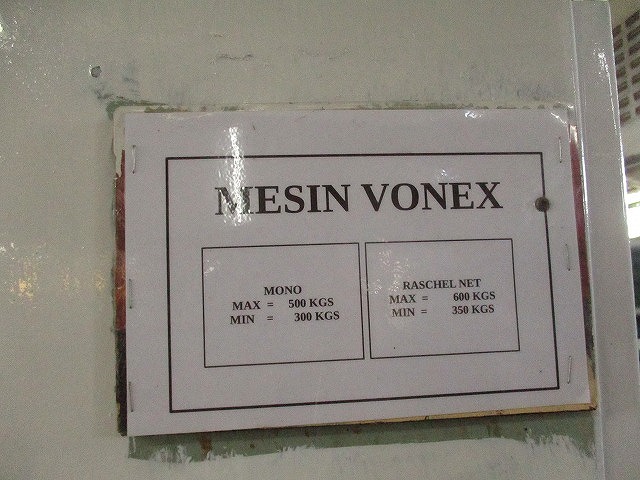 MESIN VONEX
MONO
MAX = 500 KGS
MIN = 300 KGS
RASCHEL NET
MAX = 600 KGS
MIN = 350 KGS